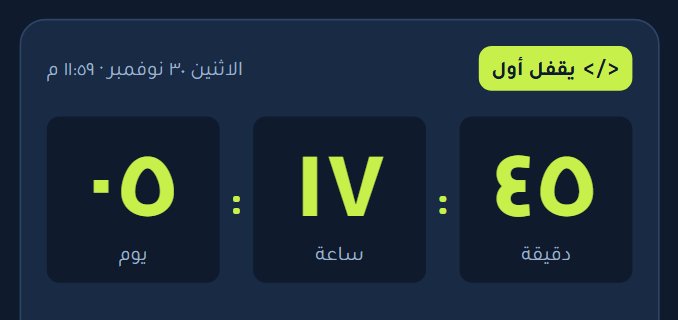 </> يقفل أول
الاثنين ٣٠ نوفمبر · ١١:٥٩ م
٤٥ : ١٧ : ٠٥
دقيقة ساعة يوم